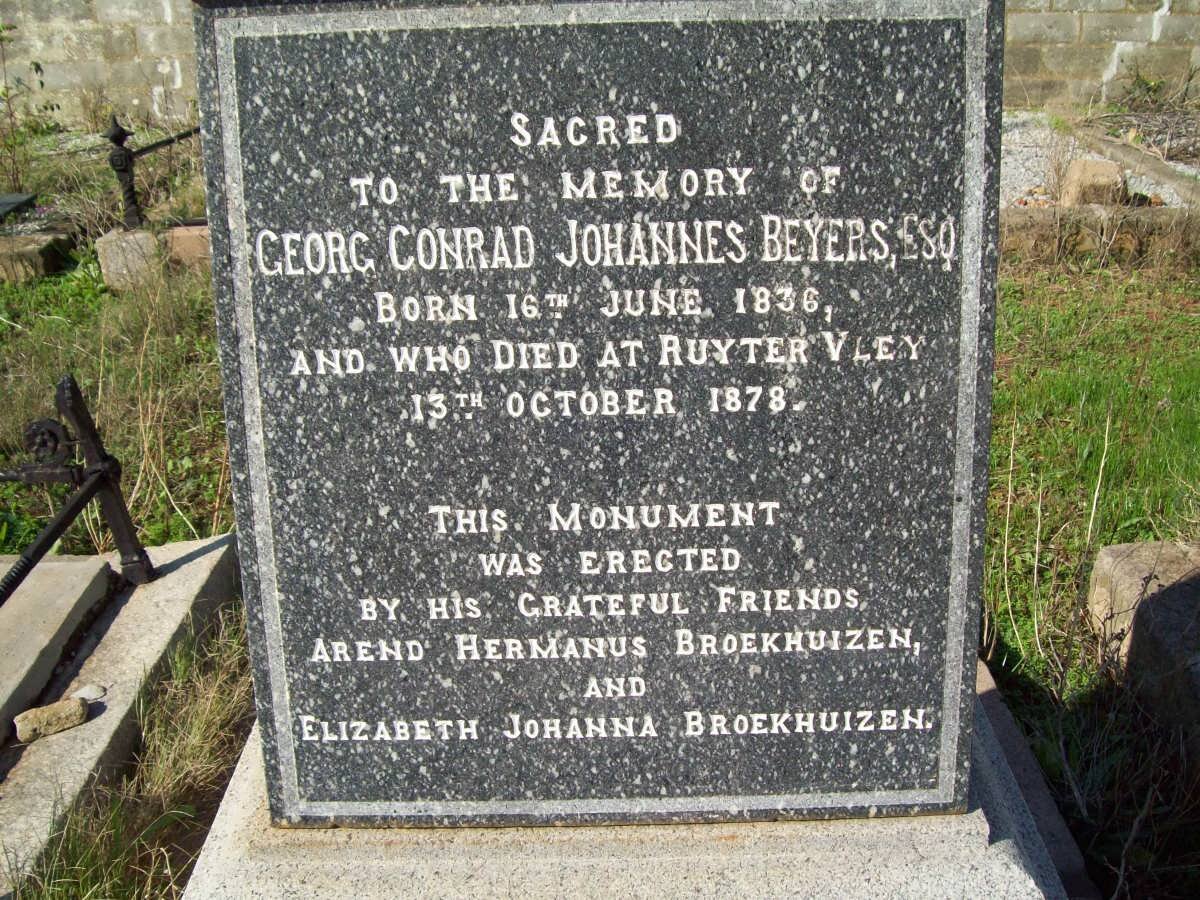 SACRED
TO THE MEMORY OF
GEORG CONRAD JOHANNES BEYERS, ESQ
BORN 16TH JUNE 1836,
AND WHO DIED AT RUYTER VLEY
13TH OCTOBER 1878.
THIS MONUMENT
WAS ERECTED
BY HIS GRATEFUL FRIENDS
AREND HERMANUS BROEKHUIZEN,
AND
ELIZABETH JOHANNA BROEKHUIZEN.